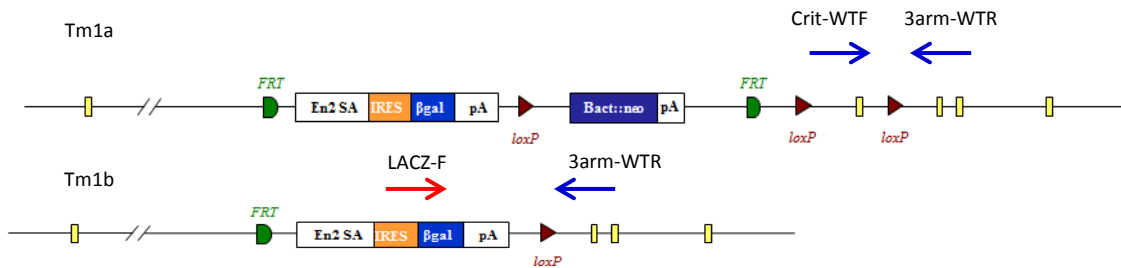 Crit-WTF 3arm-WTR
Tm1a
FRT FRT
En2 SA IRES βgal pA Bact::neo pA
loxP loxP loxP
LACZ-F 3arm-WTR
Tm1b
FRT
En2 SA IRES βgal pA
loxP